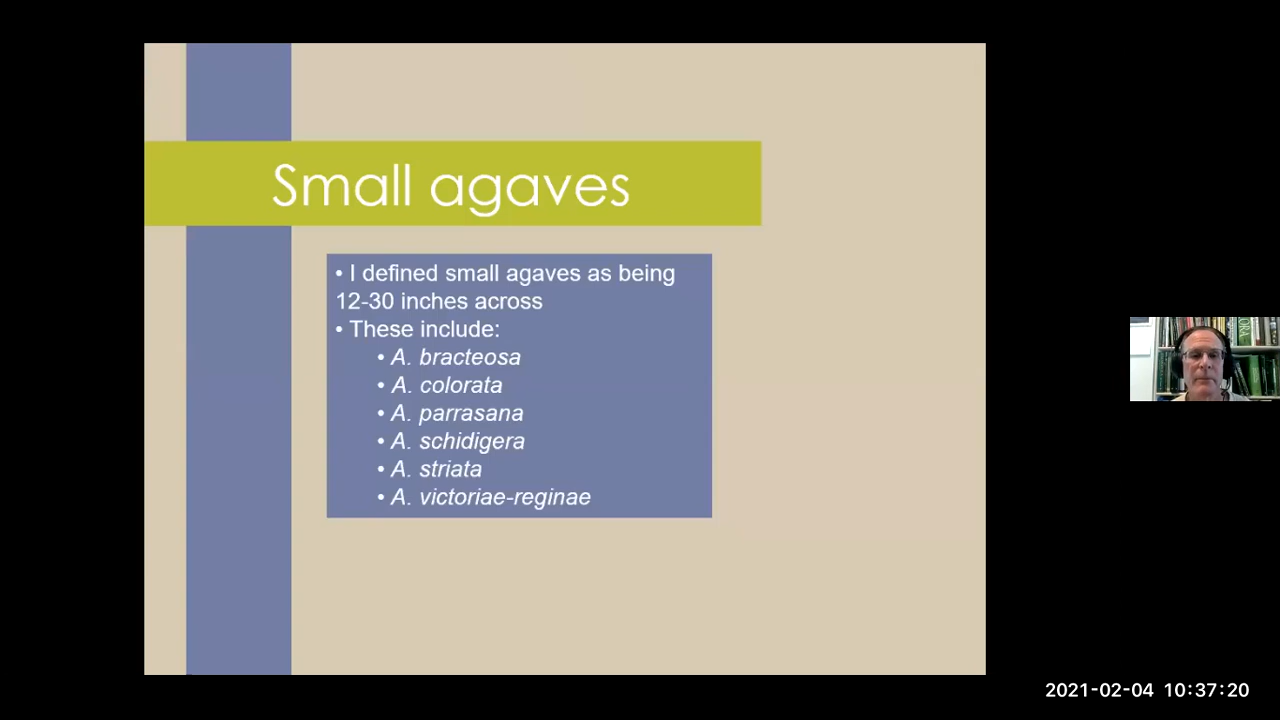 Small agaves
• I defined small agaves as being
12-30 inches across
• These include:
• A. bracteosa
• A. colorata
• A. parrasana
• A. schidigera
• A. striata
• A. victoriae-reginae
ORA
2021-02-04 10:37:20